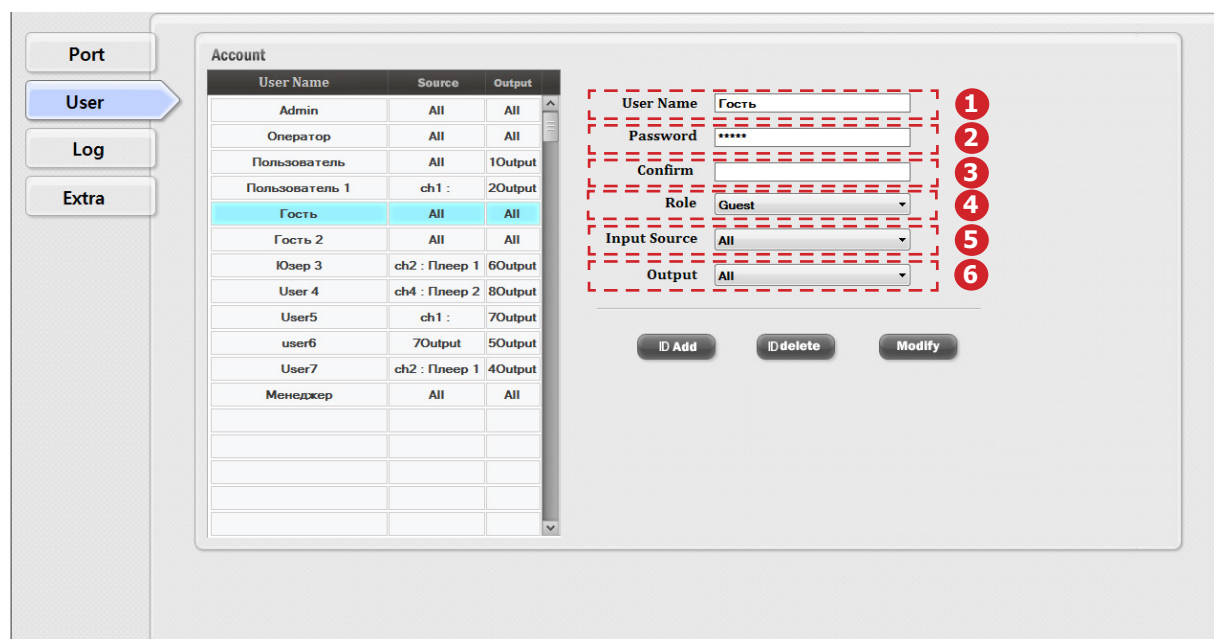 Port
User
Log
Extra
Account
User Name Source Output
Admin All All
Оператор All All
Пользователь All 1Output
Пользователь 1 ch1 : 2Output
Гость All All
Гость 2 All All
Юзер 3 ch2 : Плеер 1 6Output
User 4 ch4 : Плеер 2 8Output
User5 ch1 : 7Output
user6 7Output 5Output
User7 ch2 : Плеер 1 4Output
Менеджер All All
User Name Гость 1
Password ***** 2
Confirm 3
Role Guest 4
Input Source All 5
Output All 6
ID Add ID delete Modify